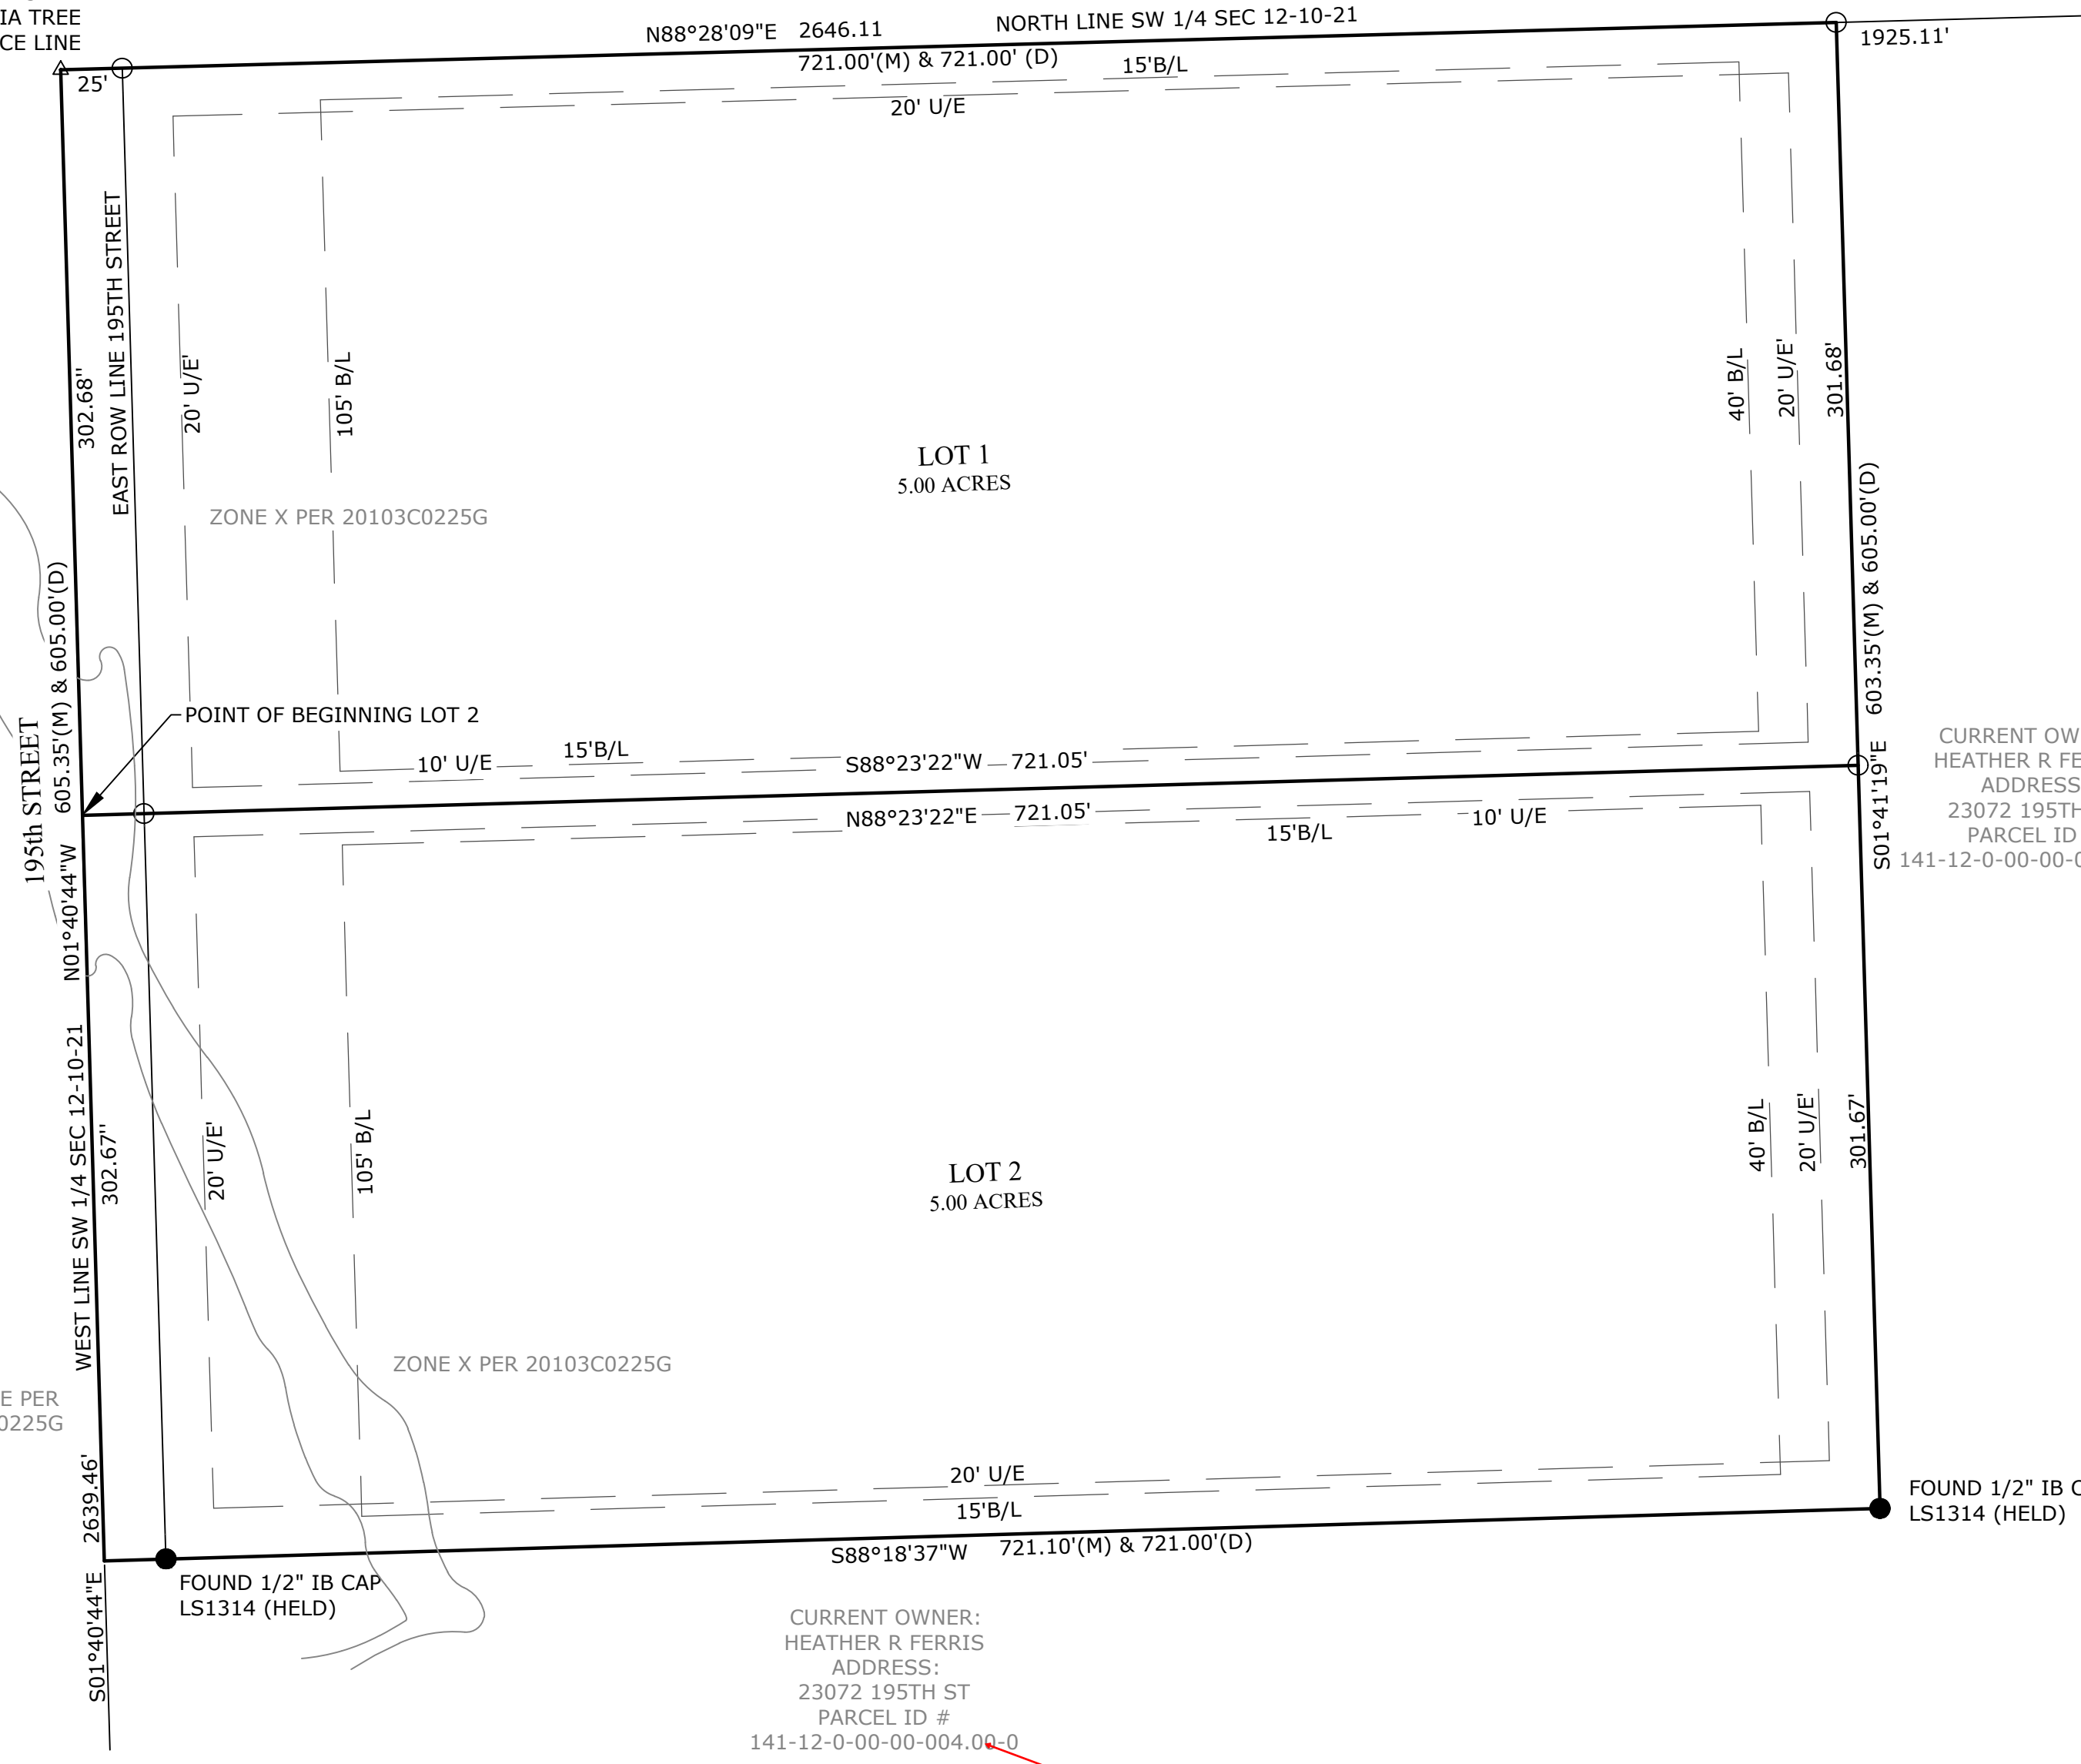 IA TREE
CE LINE
N88°28'09"E 2646.11
NORTH LINE SW 1/4 SEC 12-10-21
1925.11'
25'
721.00'(M) & 721.00' (D)
15'B/L
20' U/E
EAST ROW LINE 195TH STREET
302.68''
20' U/E'
105' B/L
40' B/L
20' U/E'
301.68'
LOT 1
5.00 ACRES
ZONE X PER 20103C0225G
605.35'(M) & 605.00'(D)
603.35'(M) & 605.00'(D)
195th STREET
POINT OF BEGINNING LOT 2
10' U/E
15'B/L
S88°23'22"W
721.05'
N88°23'22"E
721.05'
15'B/L
10' U/E
S01°41'19"E
CURRENT OW
HEATHER R FE
ADDRESS
23072 195TH
PARCEL ID
141-12-0-00-00-0
N01°40'44"W
WEST LINE SW 1/4 SEC 12-10-21
302.67''
20' U/E'
105' B/L
40' B/L
20' U/E'
301.67'
LOT 2
5.00 ACRES
ZONE X PER 20103C0225G
E PER
0225G
2639.46'
20' U/E
15'B/L
FOUND 1/2" IB C
LS1314 (HELD)
S88°18'37"W
721.10'(M) & 721.00'(D)
FOUND 1/2" IB CAP
LS1314 (HELD)
S01°40'44"E
CURRENT OWNER:
HEATHER R FERRIS
ADDRESS:
23072 195TH ST
PARCEL ID #
141-12-0-00-00-004.00-0